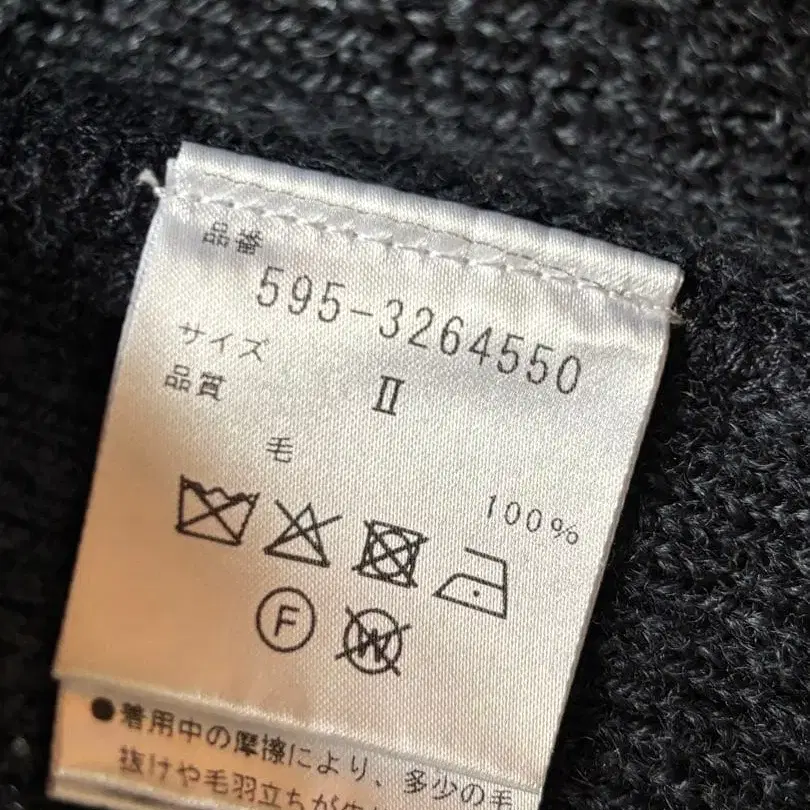 品番
595-3264550
サイズ
II
品質
毛
100%
F
W
●着用中の摩擦により、多少の毛
抜けや毛羽立ちが